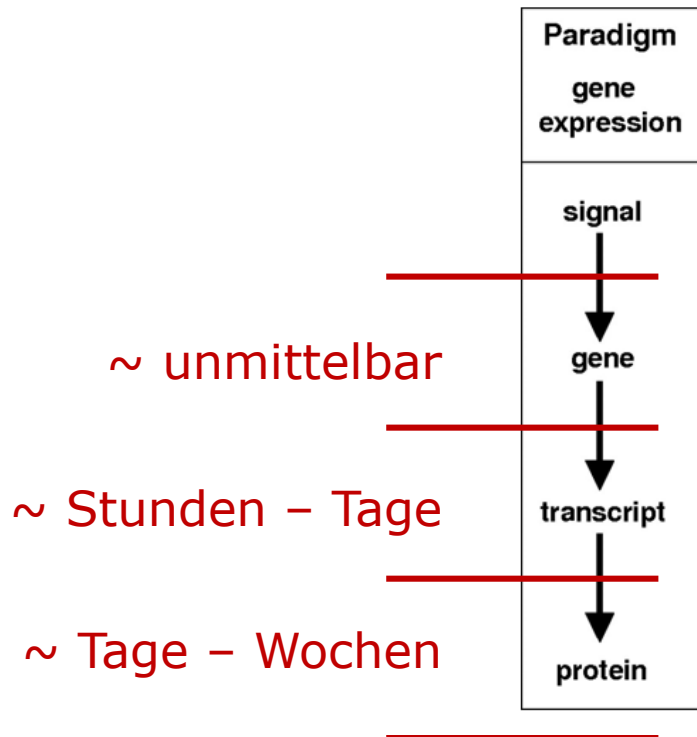 Paradigm
gene
expression
signal
~ unmittelbar
gene
~ Stunden – Tage
transcript
~ Tage – Wochen
protein